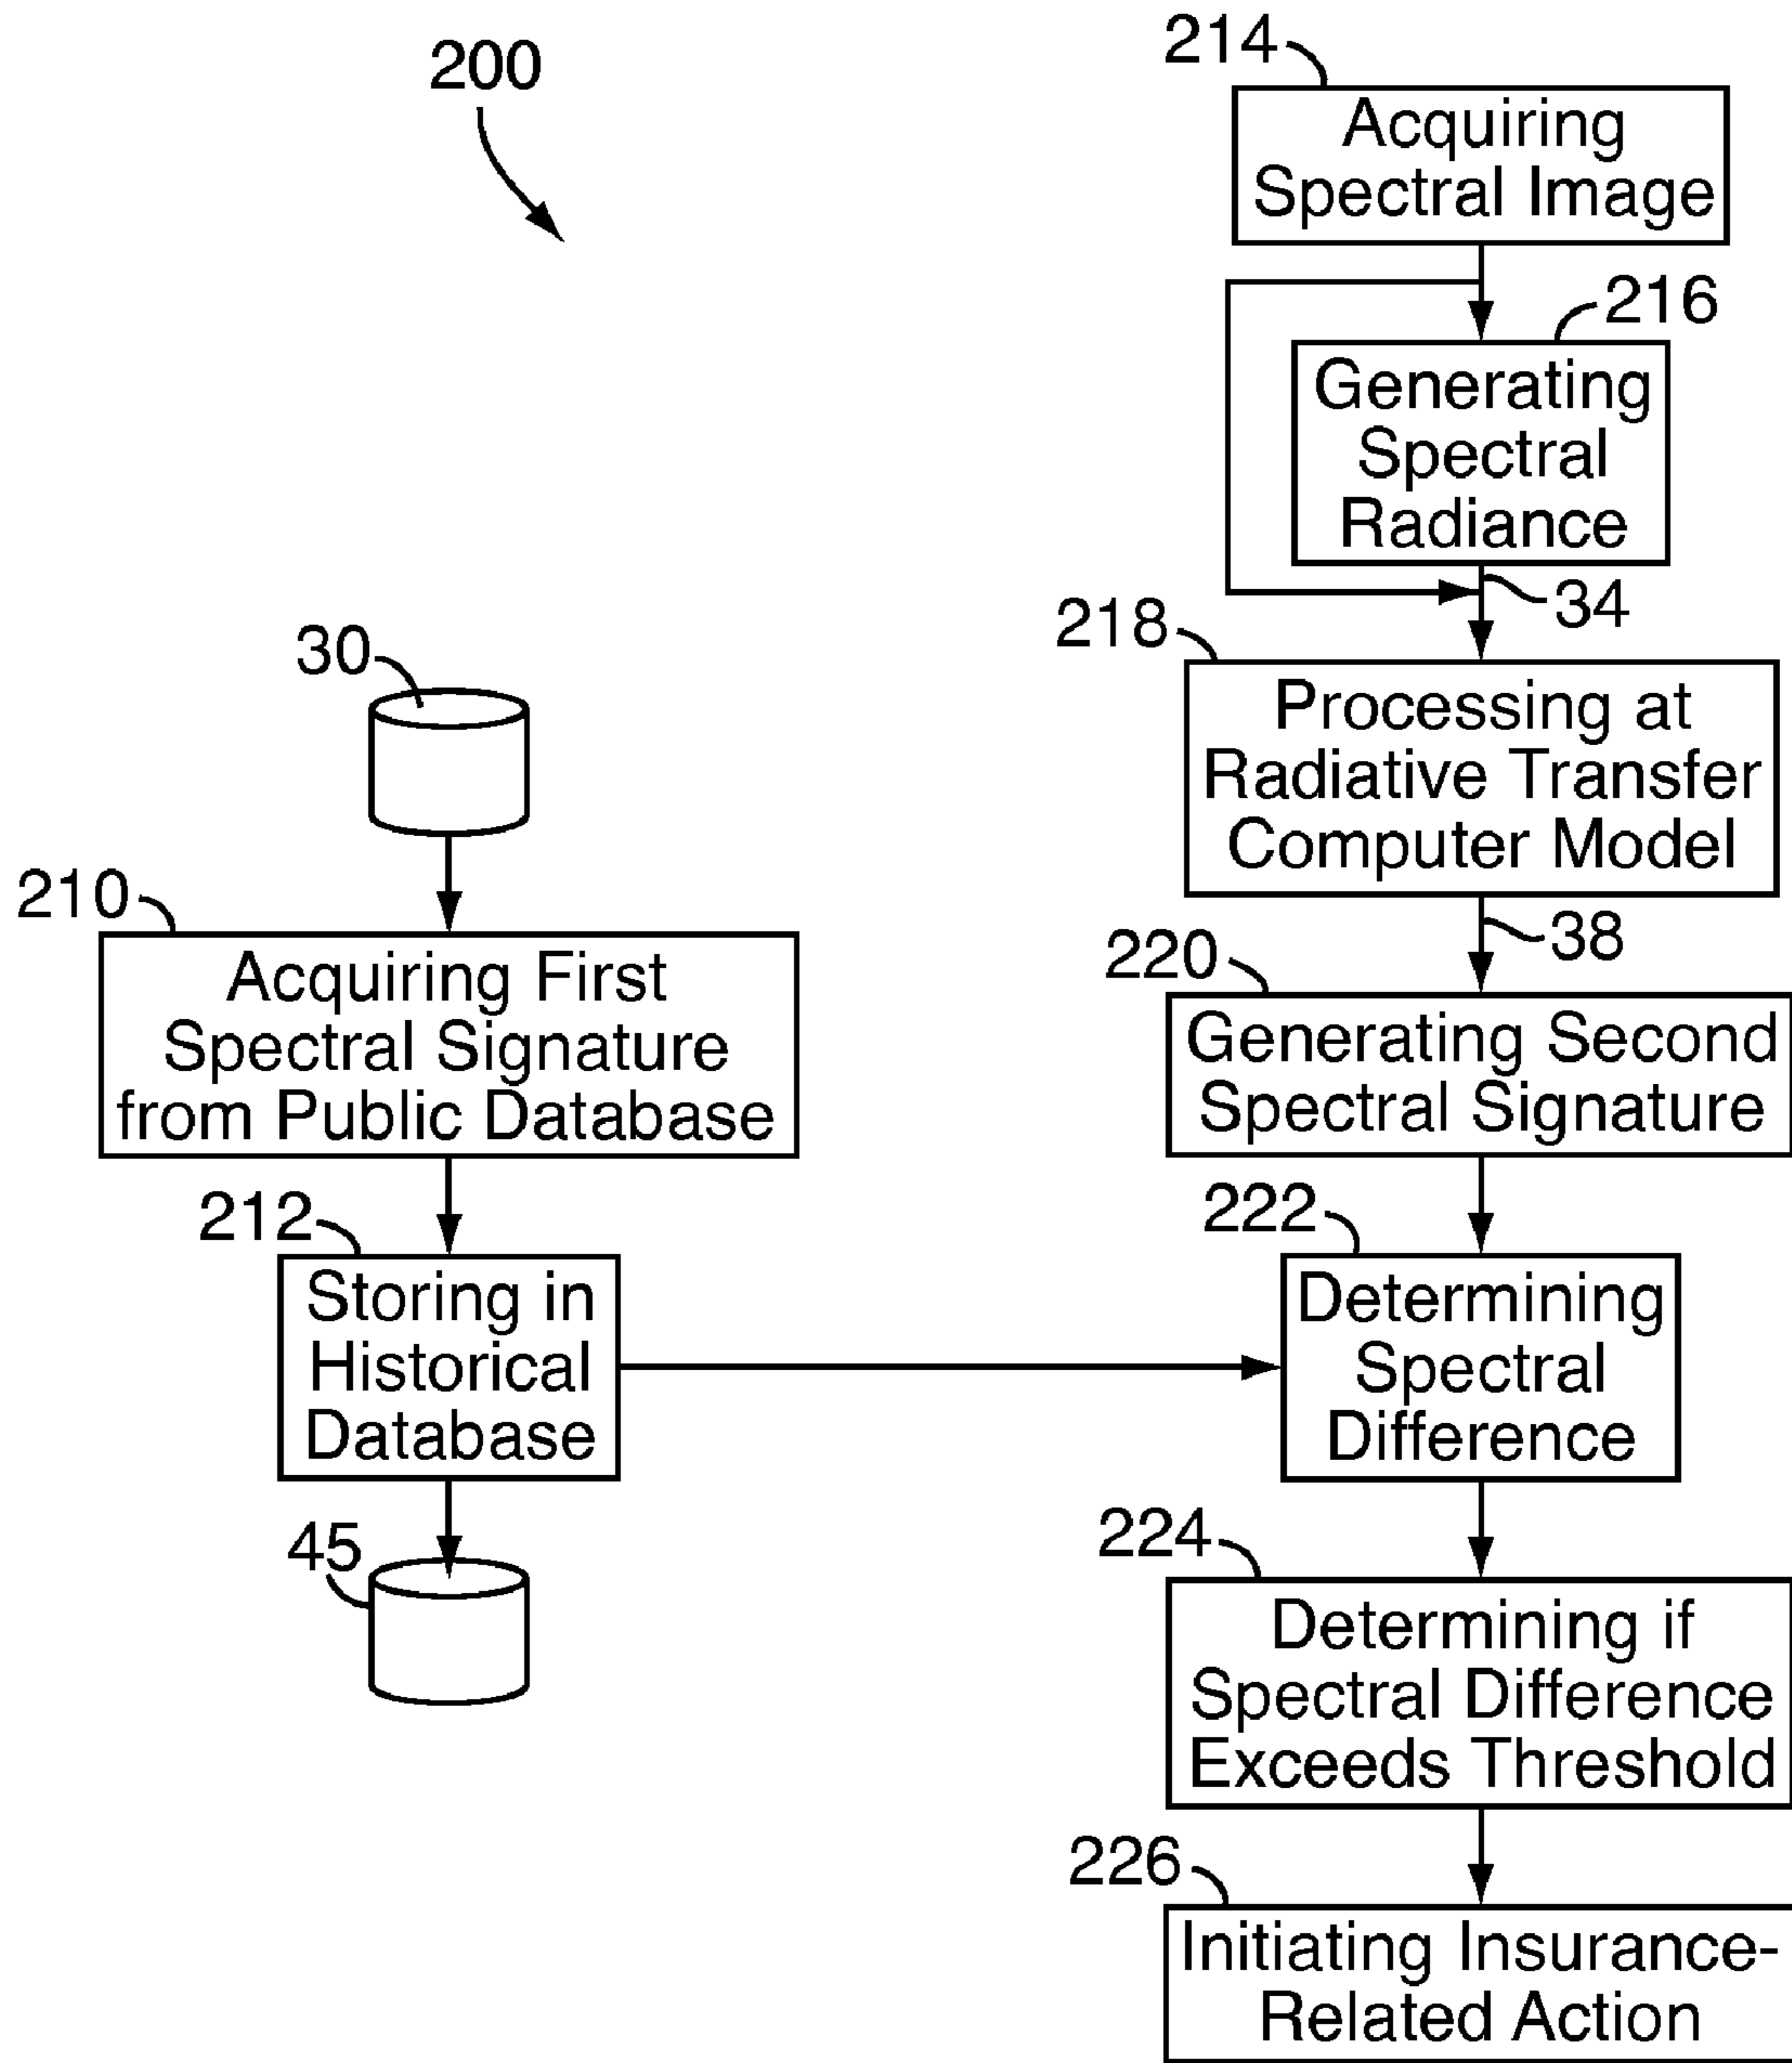 200
214
Acquiring
Spectral Image
216
Generating
Spectral
Radiance
34
218
Processing at
Radiative Transfer
Computer Model
38
30
210
Acquiring First
Spectral Signature
from Public Database
220
Generating Second
Spectral Signature
212
Storing in
Historical
Database
222
Determining
Spectral
Difference
45
224
Determining if
Spectral Difference
Exceeds Threshold
226
Initiating Insurance-
Related Action